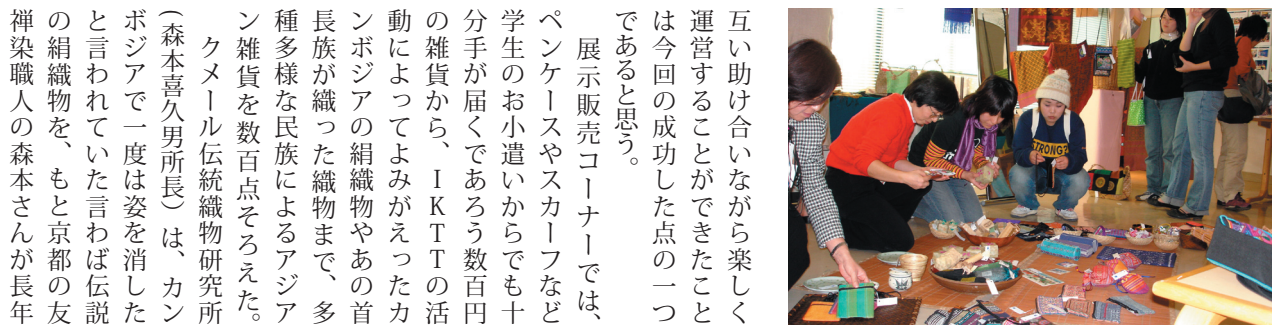 互い助け合いながら楽しく
運営することができたこと
は今回の成功した点の一つ
であると思う。
展示販売コーナーでは、
ペンケースやスカーフなど
学生のお小遣いからでも十
分手が届くであろう数百円
の雑貨から、IKTTの活
動によってよみがえったカ
ンボジアの絹織物やあの首
長族が織った織物まで、多
種多様な民族によるアジア
ン雑貨を数百点そろえた。
クメール伝統織物研究所
(森本喜久男所長)は、カン
ボジアで一度は姿を消した
と言われていた言わば伝説
の絹織物を、もと京都の友
禅染職人の森本さんが長年
STRONG?